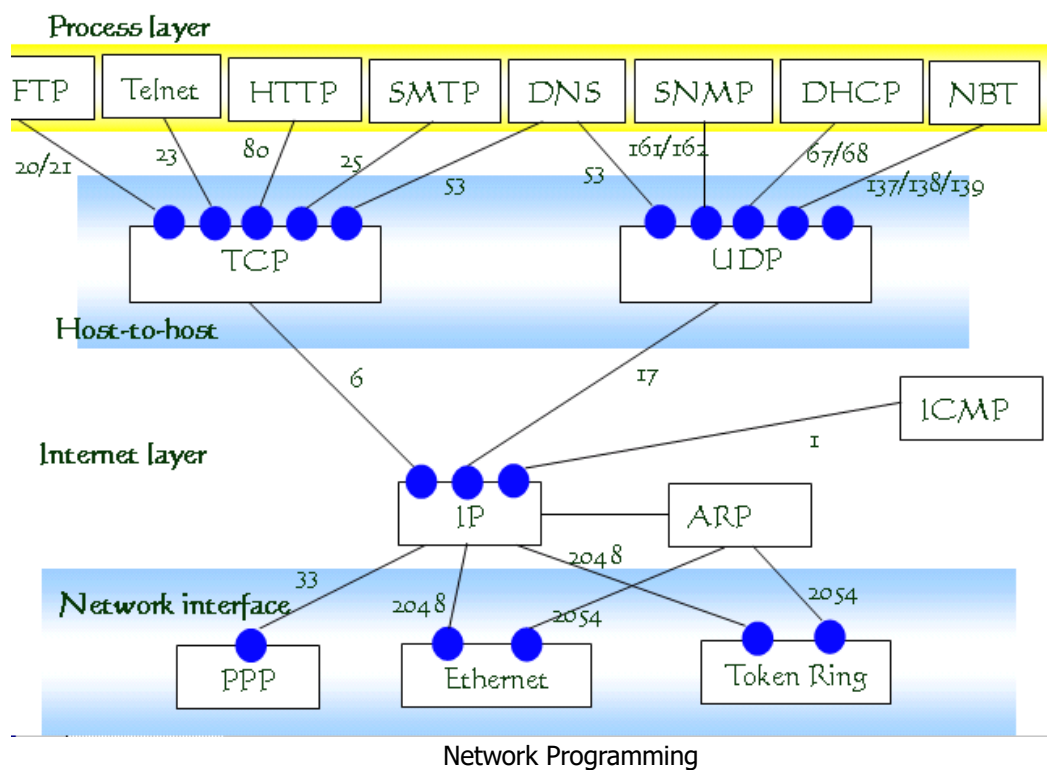 Process layer
FTP Telnet HTTP SMTP DNS SNMP DHCP NBT
20/21 23 80 25 53 53 161/162 67/68 137/138/139
TCP UDP
Host-to-host
6 17
ICMP
1
Internet layer
IP ARP
33 2048 2054 2048 2054
Network interface
PPP Ethernet Token Ring
Network Programming